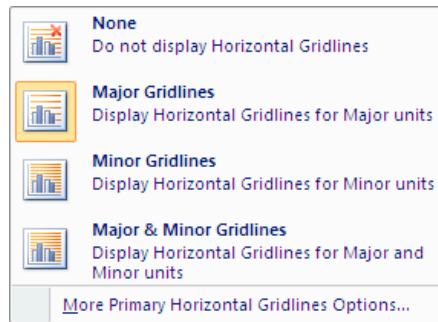 None
Do not display Horizontal Gridlines
Major Gridlines
Display Horizontal Gridlines for Major units
Minor Gridlines
Display Horizontal Gridlines for Minor units
Major & Minor Gridlines
Display Horizontal Gridlines for Major and
Minor units
More Primary Horizontal Gridlines Options...